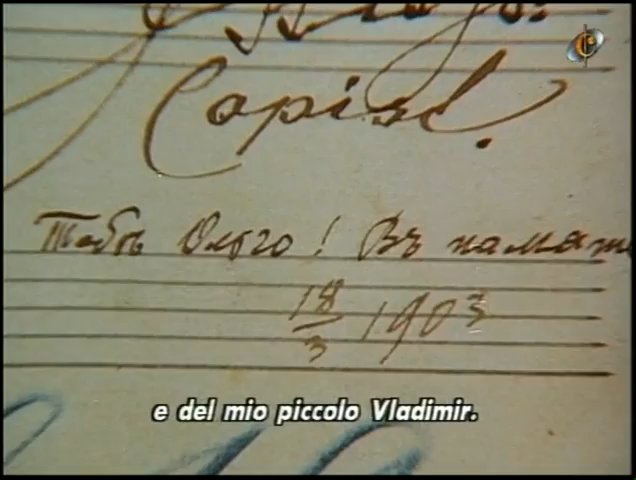 Copist.
Тебѣ Ольго! Въ памят
18/3 1903
e del mio piccolo Vladimir.